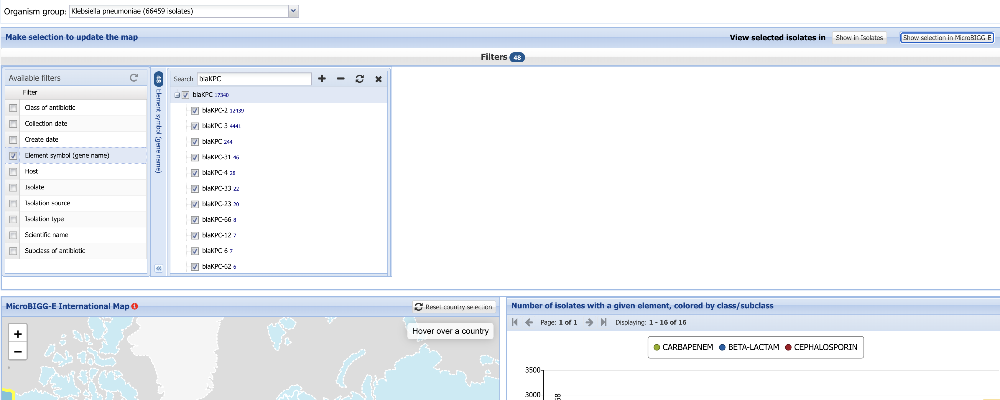 Organism group: Klebsiella pneumoniae (66459 isolates)
Make selection to update the map
View selected isolates in Show in Isolates Show selection in MicroBIGG-E
Filters 48
Available filters
Filter
Class of antibiotic
Collection date
Create date
Element symbol (gene name)
Host
Isolate
Isolation source
Isolation type
Scientific name
Subclass of antibiotic
48 Element symbol (gene name)
Search blaKPC
blaKPC 17340
blaKPC-2 12439
blaKPC-3 4441
blaKPC 244
blaKPC-31 46
blaKPC-4 28
blaKPC-33 22
blaKPC-23 20
blaKPC-66 8
blaKPC-12 7
blaKPC-6 7
blaKPC-62 6
MicroBIGG-E International Map
Reset country selection
+
−
Hover over a country
Number of isolates with a given element, colored by class/subclass
Page: 1 of 1 Displaying: 1 - 16 of 16
CARBAPENEM BETA-LACTAM CEPHALOSPORIN
3500
3000